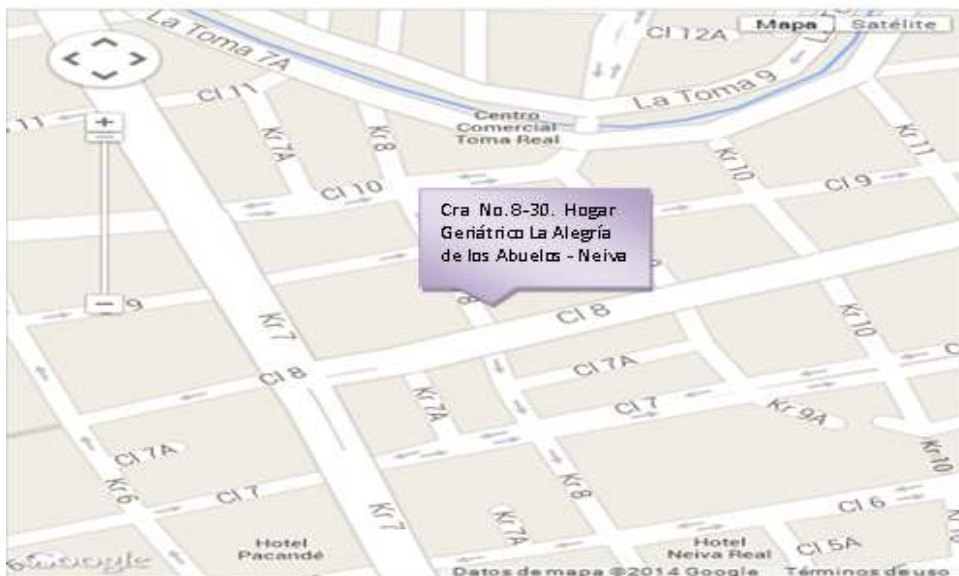 La Toma 7A
Cl 12A
Mapa
Satélite
Cl 11
11
Kr 7A
Kr 8
Centro
Comercial
Toma Real
La Toma 9
Kr 10
Kr 11
Cl 10
Cl 9
Cra No.8-30. Hogar
Geriátrico La Alegría
de los Abuelos - Neiva
9
Kr 7
8
Cl 8
Kr 10
Cl 8
Cl 7A
Kr 7A
Cl 7
Kr 9A
Cl 7A
Kr 6
Cl 7
Kr 8
Kr 10
Kr 7
Kr 7A
Cl 6
Kr 10
Hotel
Pacandé
Hotel
Neiva Real
Cl 5A
Google
Datos de mapa ©2014 Google
Términos de uso